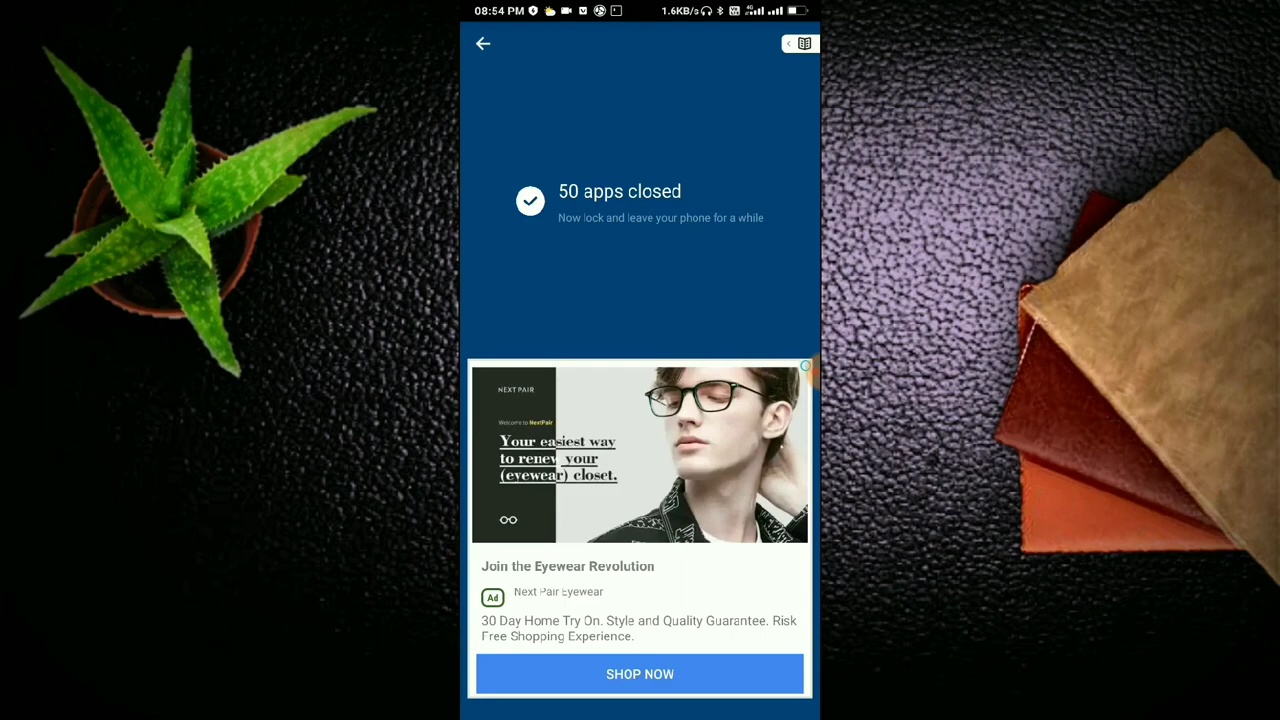 08:54 PM
1.6KB/s
4G
50 apps closed
Now lock and leave your phone for a while
NEXT PAIR
Welcome to NextPair
Your easiest way
to renew your
(eyewear) closet.
Join the Eyewear Revolution
Ad
Next Pair Eyewear
30 Day Home Try On. Style and Quality Guarantee. Risk
Free Shopping Experience.
SHOP NOW